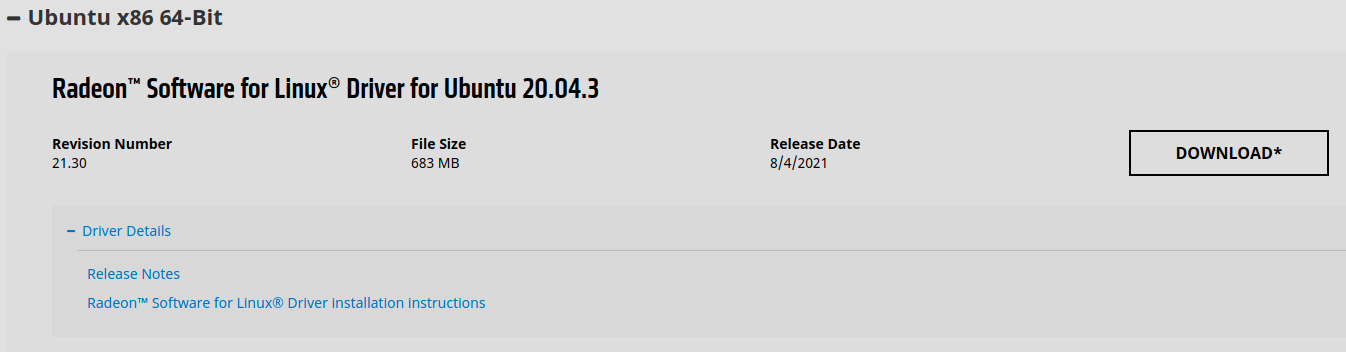 Ubuntu x86 64-Bit
Radeon™ Software for Linux® Driver for Ubuntu 20.04.3
Revision Number File Size Release Date
21.30 683 MB 8/4/2021
DOWNLOAD*
Driver Details
Release Notes
Radeon™ Software for Linux® Driver installation instructions